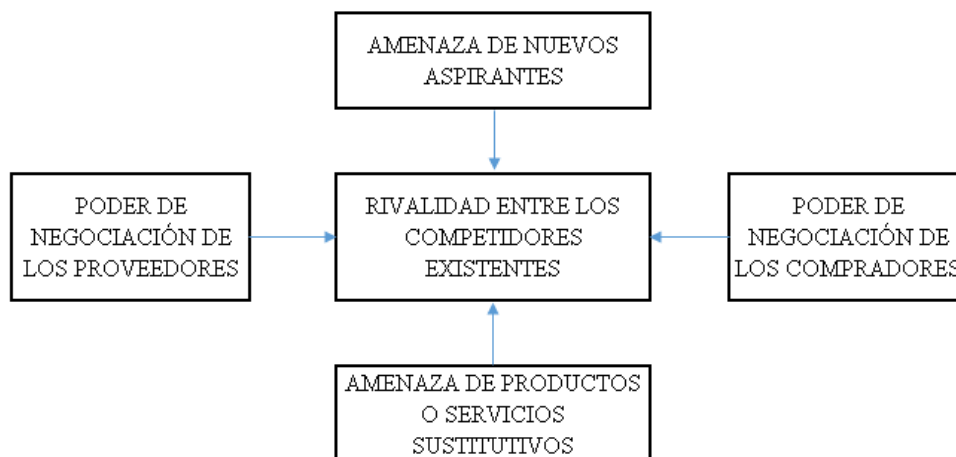 AMENAZA DE NUEVOS
ASPIRANTES
PODER DE
NEGOCIACIÓN DE
LOS PROVEEDORES
RIVALIDAD ENTRE LOS
COMPETIDORES
EXISTENTES
PODER DE
NEGOCIACIÓN DE
LOS COMPRADORES
AMENAZA DE PRODUCTOS
O SERVICIOS
SUSTITUTIVOS